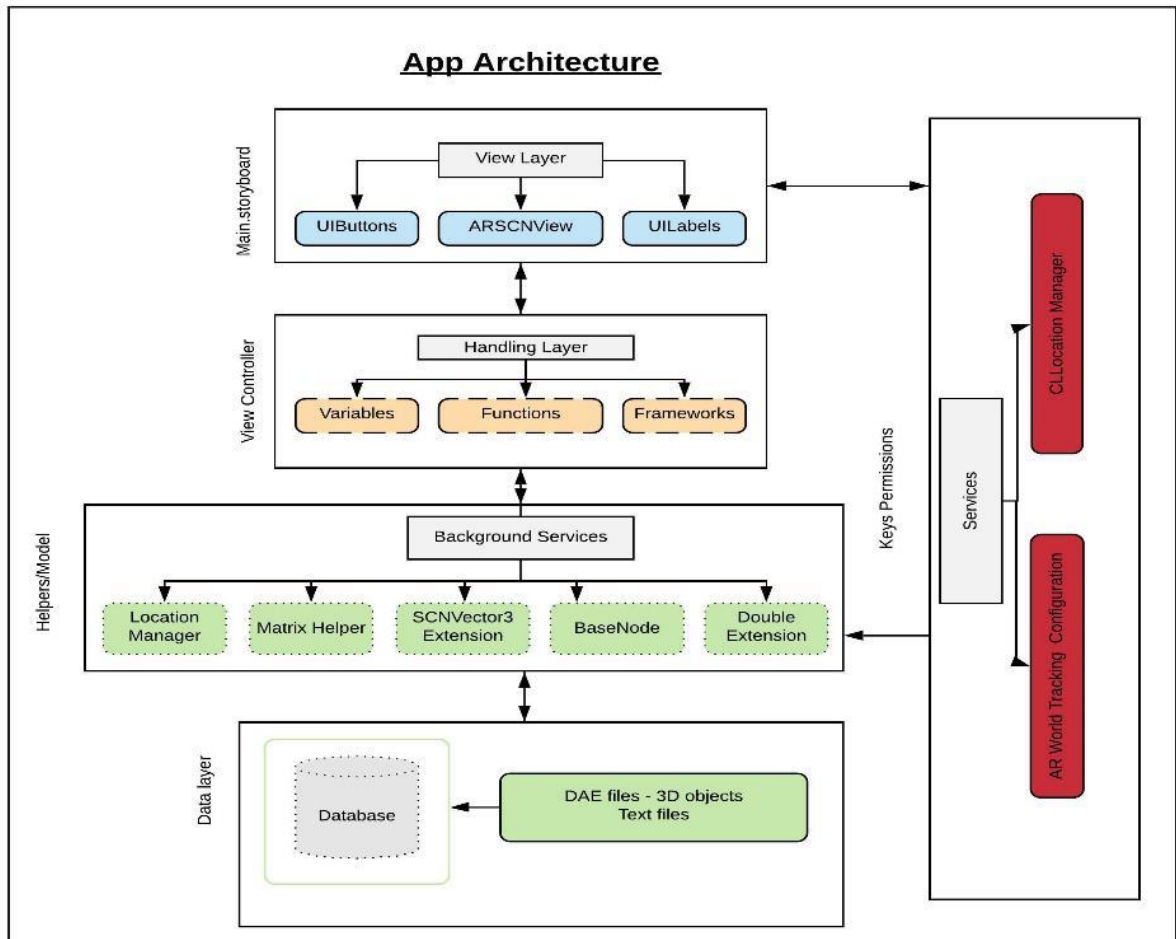 App Architecture
Main.storyboard
View Layer
UIButtons
ARSCNView
UILabels
View Controller
Handling Layer
Variables
Functions
Frameworks
Helpers/Model
Background Services
Location
Manager
Matrix Helper
SCNVector3
Extension
BaseNode
Double
Extension
Data layer
Database
DAE files - 3D objects
Text files
Keys Permissions
Services
CLLocation Manager
AR World Tracking Configuration